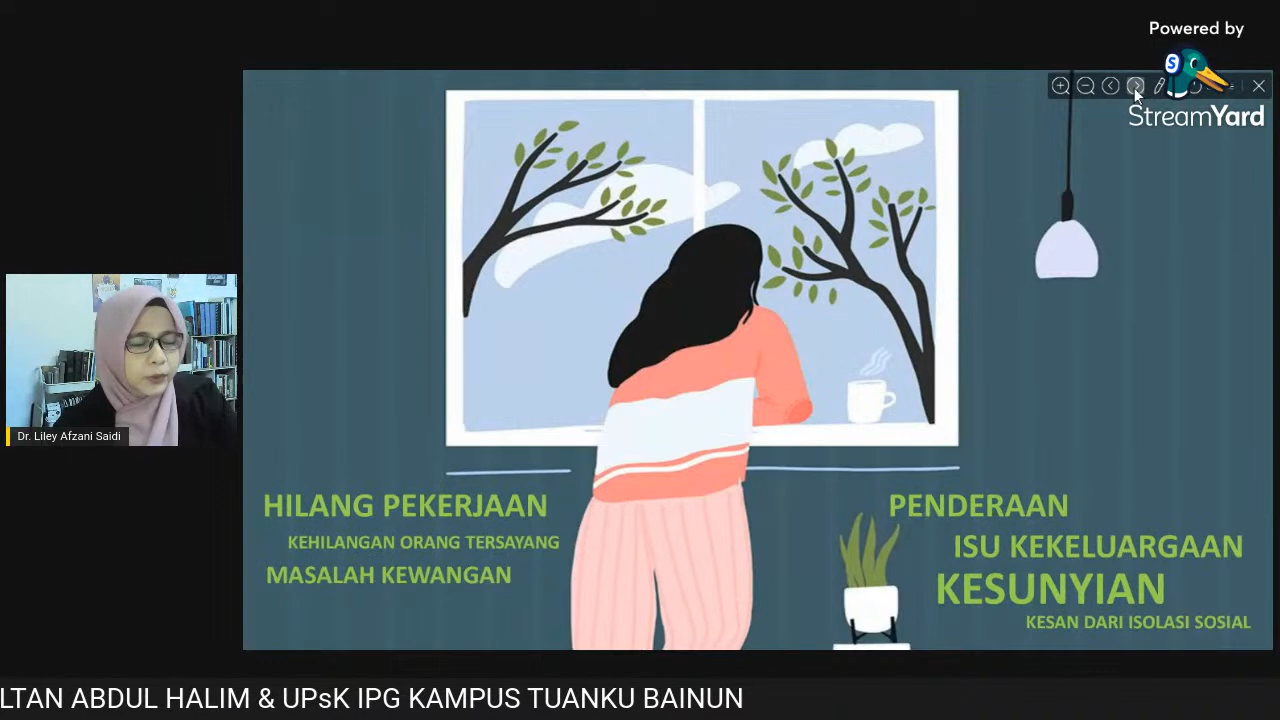 Powered by
S
StreamYard
Dr. Liley Afzani Saidi
HILANG PEKERJAAN
KEHILANGAN ORANG TERSAYANG
MASALAH KEWANGAN
PENDERAAN
ISU KEKELUARGAAN
KESUNYIAN
KESAN DARI ISOLASI SOSIAL
LTAN ABDUL HALIM & UPsK IPG KAMPUS TUANKU BAINUN